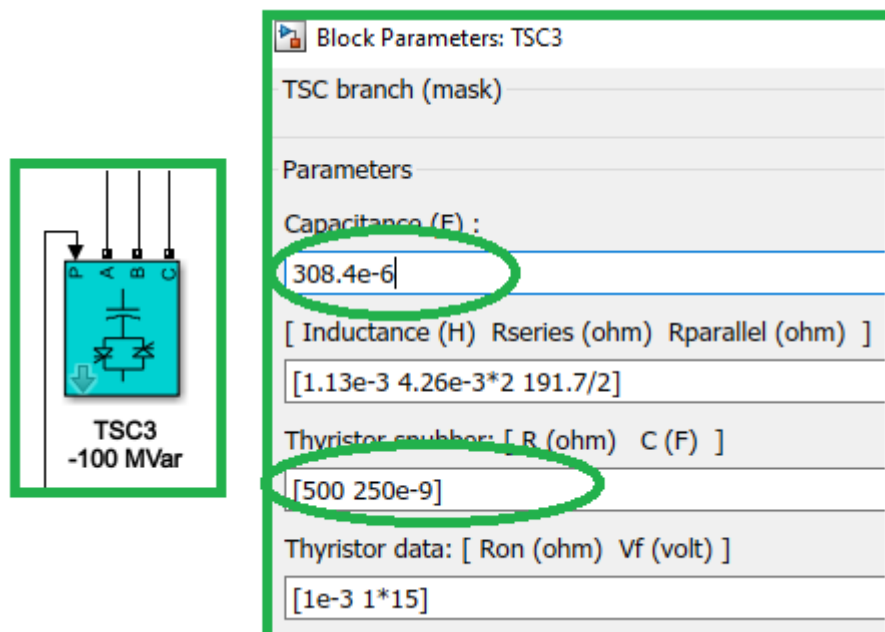 Block Parameters: TSC3
TSC branch (mask)
Parameters
Capacitance (F) :
308.4e-6
[ Inductance (H) Rseries (ohm) Rparallel (ohm) ]
[1.13e-3 4.26e-3*2 191.7/2]
Thyristor snubber: [ R (ohm) C (F) ]
[500 250e-9]
Thyristor data: [ Ron (ohm) Vf (volt) ]
[1e-3 1*15]
P A B C
TSC3
-100 MVar